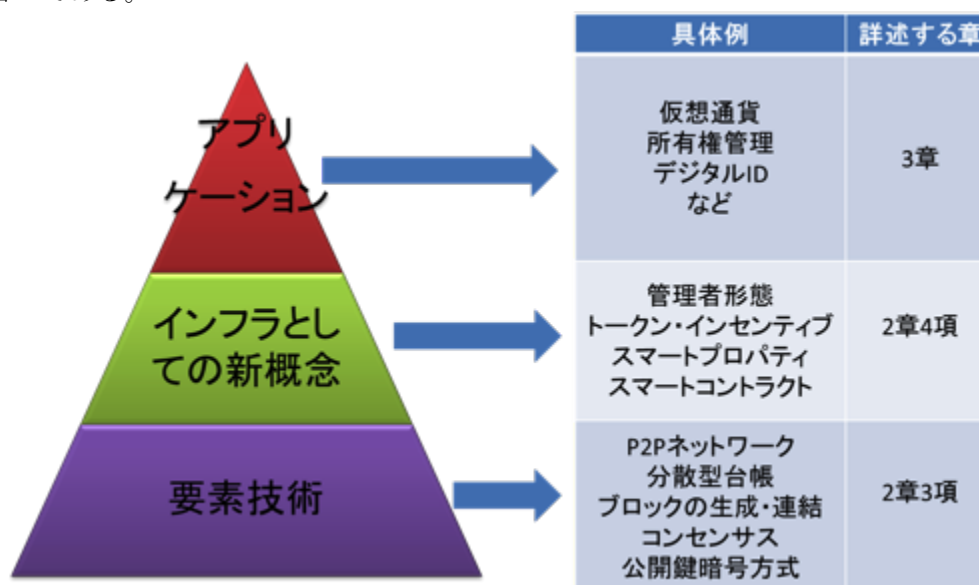 具体例
詳述する章
アプリ
ケーション
仮想通貨
所有権管理
デジタルID
など
3章
インフラとし
ての新概念
管理者形態
トークン・インセンティブ
スマートプロパティ
スマートコントラクト
2章4項
要素技術
P2Pネットワーク
分散型台帳
ブロックの生成・連結
コンセンサス
公開鍵暗号方式
2章3項